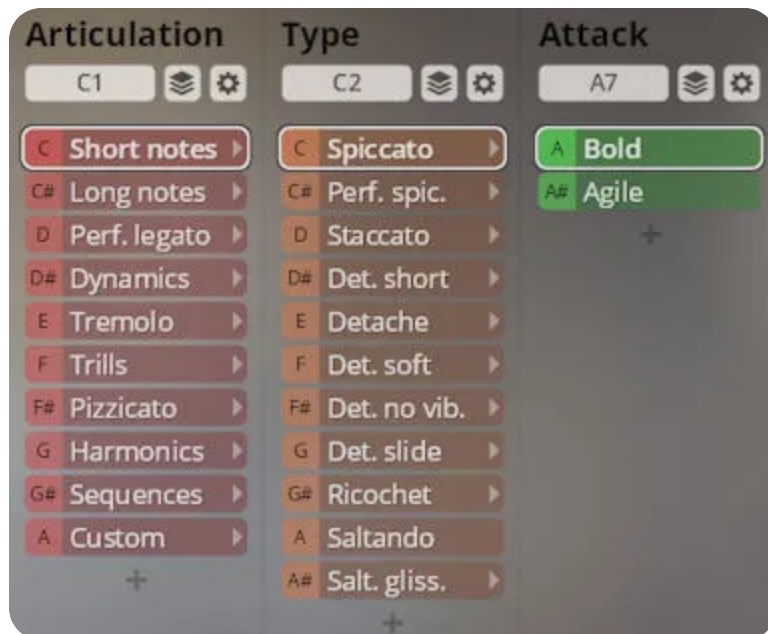 Articulation
C1
C Short notes
C# Long notes
D Perf. legato
D# Dynamics
E Tremolo
F Trills
F# Pizzicato
G Harmonics
G# Sequences
A Custom
+
Type
C2
C Spiccato
C# Perf. spic.
D Staccato
D# Det. short
E Detache
F Det. soft
F# Det. no vib.
G Det. slide
G# Ricochet
A Saltando
A# Salt. gliss.
+
Attack
A7
A Bold
A# Agile
+